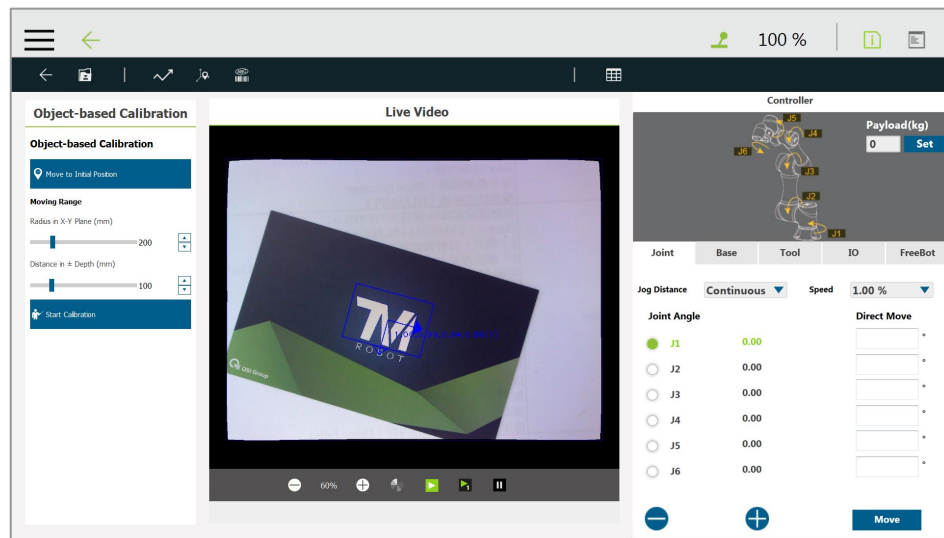 100 %
Object-based Calibration
Object-based Calibration
Move to Initial Position
Moving Range
Radius in X-Y Plane (mm)
200
Distance in ± Depth (mm)
100
Start Calibration
Live Video
TM
ROBOT
QSI Group
60%
Controller
J5
J4
J6
J3
J2
J1
Payload(kg)
0 Set
Joint Base Tool IO FreeBot
Jog Distance Continuous Speed 1.00 %
Joint Angle Direct Move
J1 0.00 °
J2 0.00 °
J3 0.00 °
J4 0.00 °
J5 0.00 °
J6 0.00 °
Move